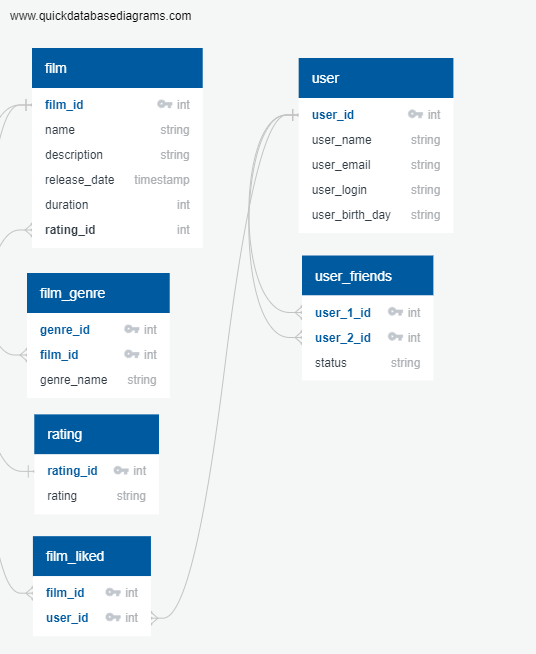 www.quickdatabasediagrams.com
film
film_id int
name string
description string
release_date timestamp
duration int
rating_id int
film_genre
genre_id int
film_id int
genre_name string
rating
rating_id int
rating string
film_liked
film_id int
user_id int
user
user_id int
user_name string
user_email string
user_login string
user_birth_day string
user_friends
user_1_id int
user_2_id int
status string